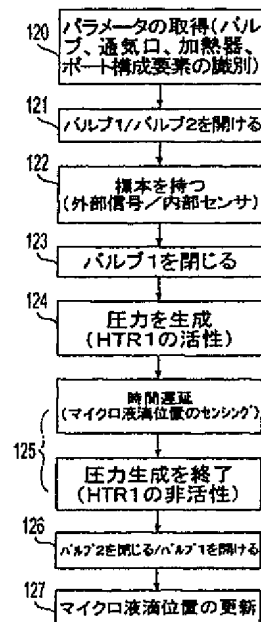 120
パラメータの取得(バル
ブ、通気口、加熱器、
ポート構成要素の識別)
121
バルブ1/バルブ2を開ける
122
標本を持つ
(外部信号/内部センサ)
123
バルブ1を閉じる
124
圧力を生成
(HTR1の活性)
時間遅延
(マイクロ液滴位置のセンシング)
125
圧力生成を終了
(HTR1の非活性)
126
バルブ2を閉じる/バルブ1を開ける
127
マイクロ液滴位置の更新